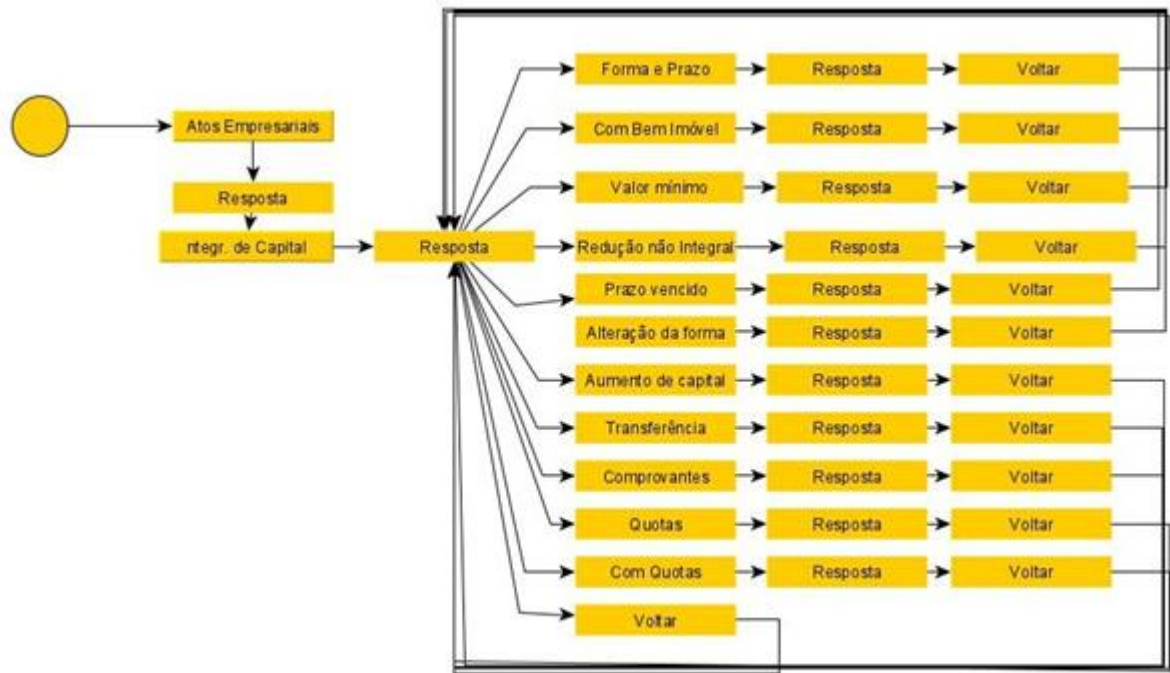 Forma e Prazo
Resposta
Voltar
Atos Empresariais
Com Bem Imóvel
Resposta
Voltar
Resposta
Valor mínimo
Resposta
Voltar
ntegr. de Capital
Resposta
Redução não Integral
Resposta
Voltar
Prazo vencido
Resposta
Voltar
Alteração da forma
Resposta
Voltar
Aumento de capital
Resposta
Voltar
Transferência
Resposta
Voltar
Comprovantes
Resposta
Voltar
Quotas
Resposta
Voltar
Com Quotas
Resposta
Voltar
Voltar